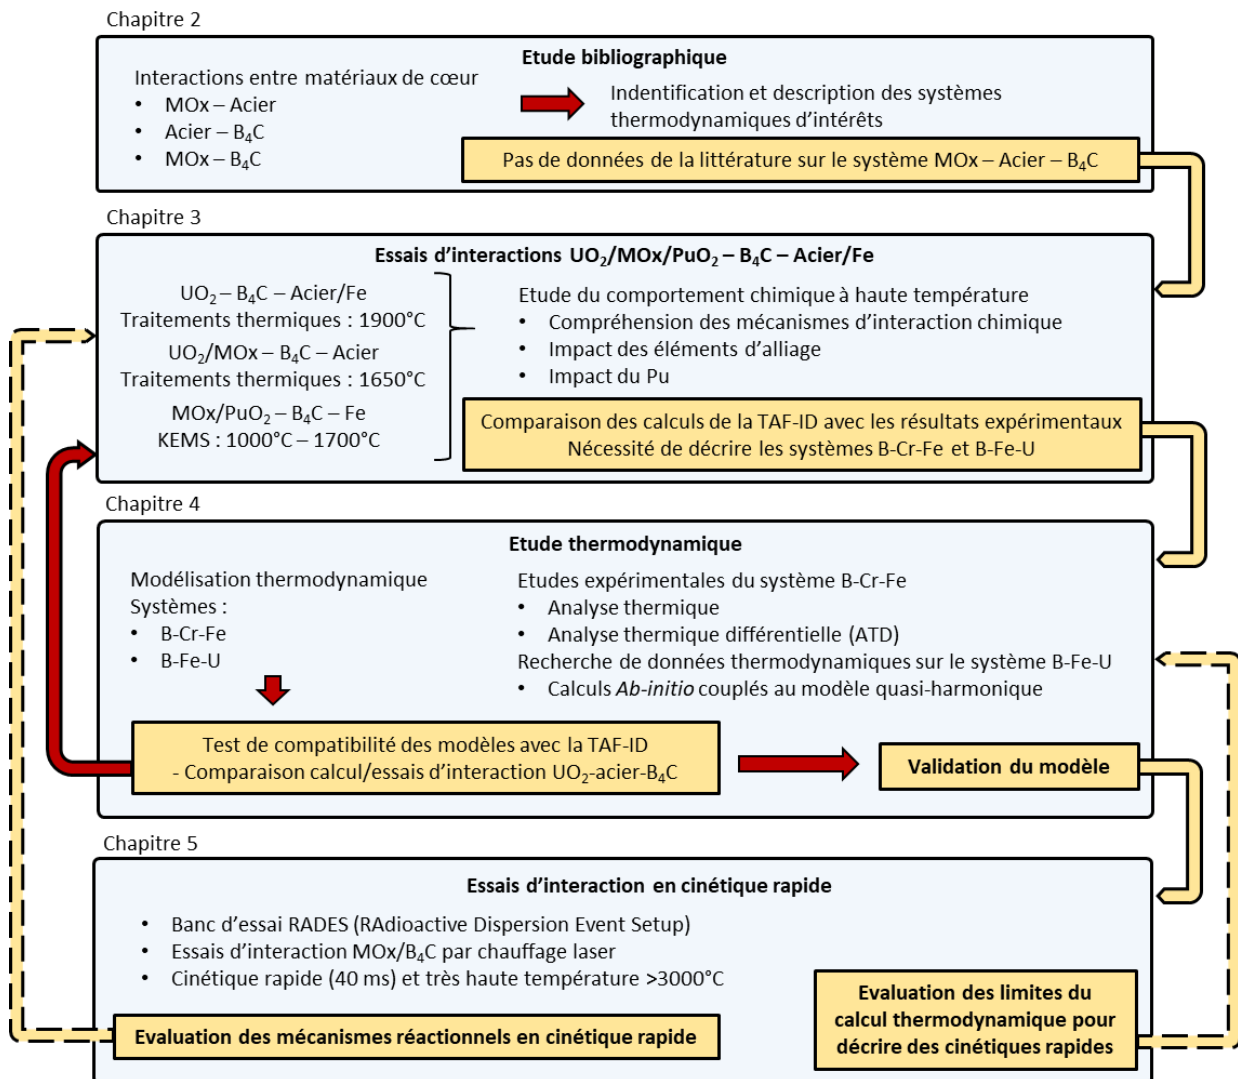 Chapitre 2
Etude bibliographique
Interactions entre matériaux de cœur
• MOx – Acier
• Acier – B₄C
• MOx – B₄C
Indentification et description des systèmes
thermodynamiques d'intérêts
Pas de données de la littérature sur le système MOx – Acier – B₄C
Chapitre 3
Essais d'interactions UO₂/MOx/PuO₂ – B₄C – Acier/Fe
UO₂ – B₄C – Acier/Fe
Traitements thermiques : 1900°C
UO₂/MOx – B₄C – Acier
Traitements thermiques : 1650°C
MOx/PuO₂ – B₄C – Fe
KEMS : 1000°C – 1700°C
Etude du comportement chimique à haute température
• Compréhension des mécanismes d'interaction chimique
• Impact des éléments d'alliage
• Impact du Pu
Comparaison des calculs de la TAF-ID avec les résultats expérimentaux
Nécessité de décrire les systèmes B-Cr-Fe et B-Fe-U
Chapitre 4
Etude thermodynamique
Modélisation thermodynamique
Systèmes :
• B-Cr-Fe
• B-Fe-U
Etudes expérimentales du système B-Cr-Fe
• Analyse thermique
• Analyse thermique différentielle (ATD)
Recherche de données thermodynamiques sur le système B-Fe-U
• Calculs Ab-initio couplés au modèle quasi-harmonique
Test de compatibilité des modèles avec la TAF-ID
- Comparaison calcul/essais d'interaction UO₂-acier-B₄C
Validation du modèle
Chapitre 5
Essais d'interaction en cinétique rapide
• Banc d'essai RADES (RAdioactive Dispersion Event Setup)
• Essais d'interaction MOx/B₄C par chauffage laser
• Cinétique rapide (40 ms) et très haute température >3000°C
Evaluation des mécanismes réactionnels en cinétique rapide
Evaluation des limites du
calcul thermodynamique pour
décrire des cinétiques rapides